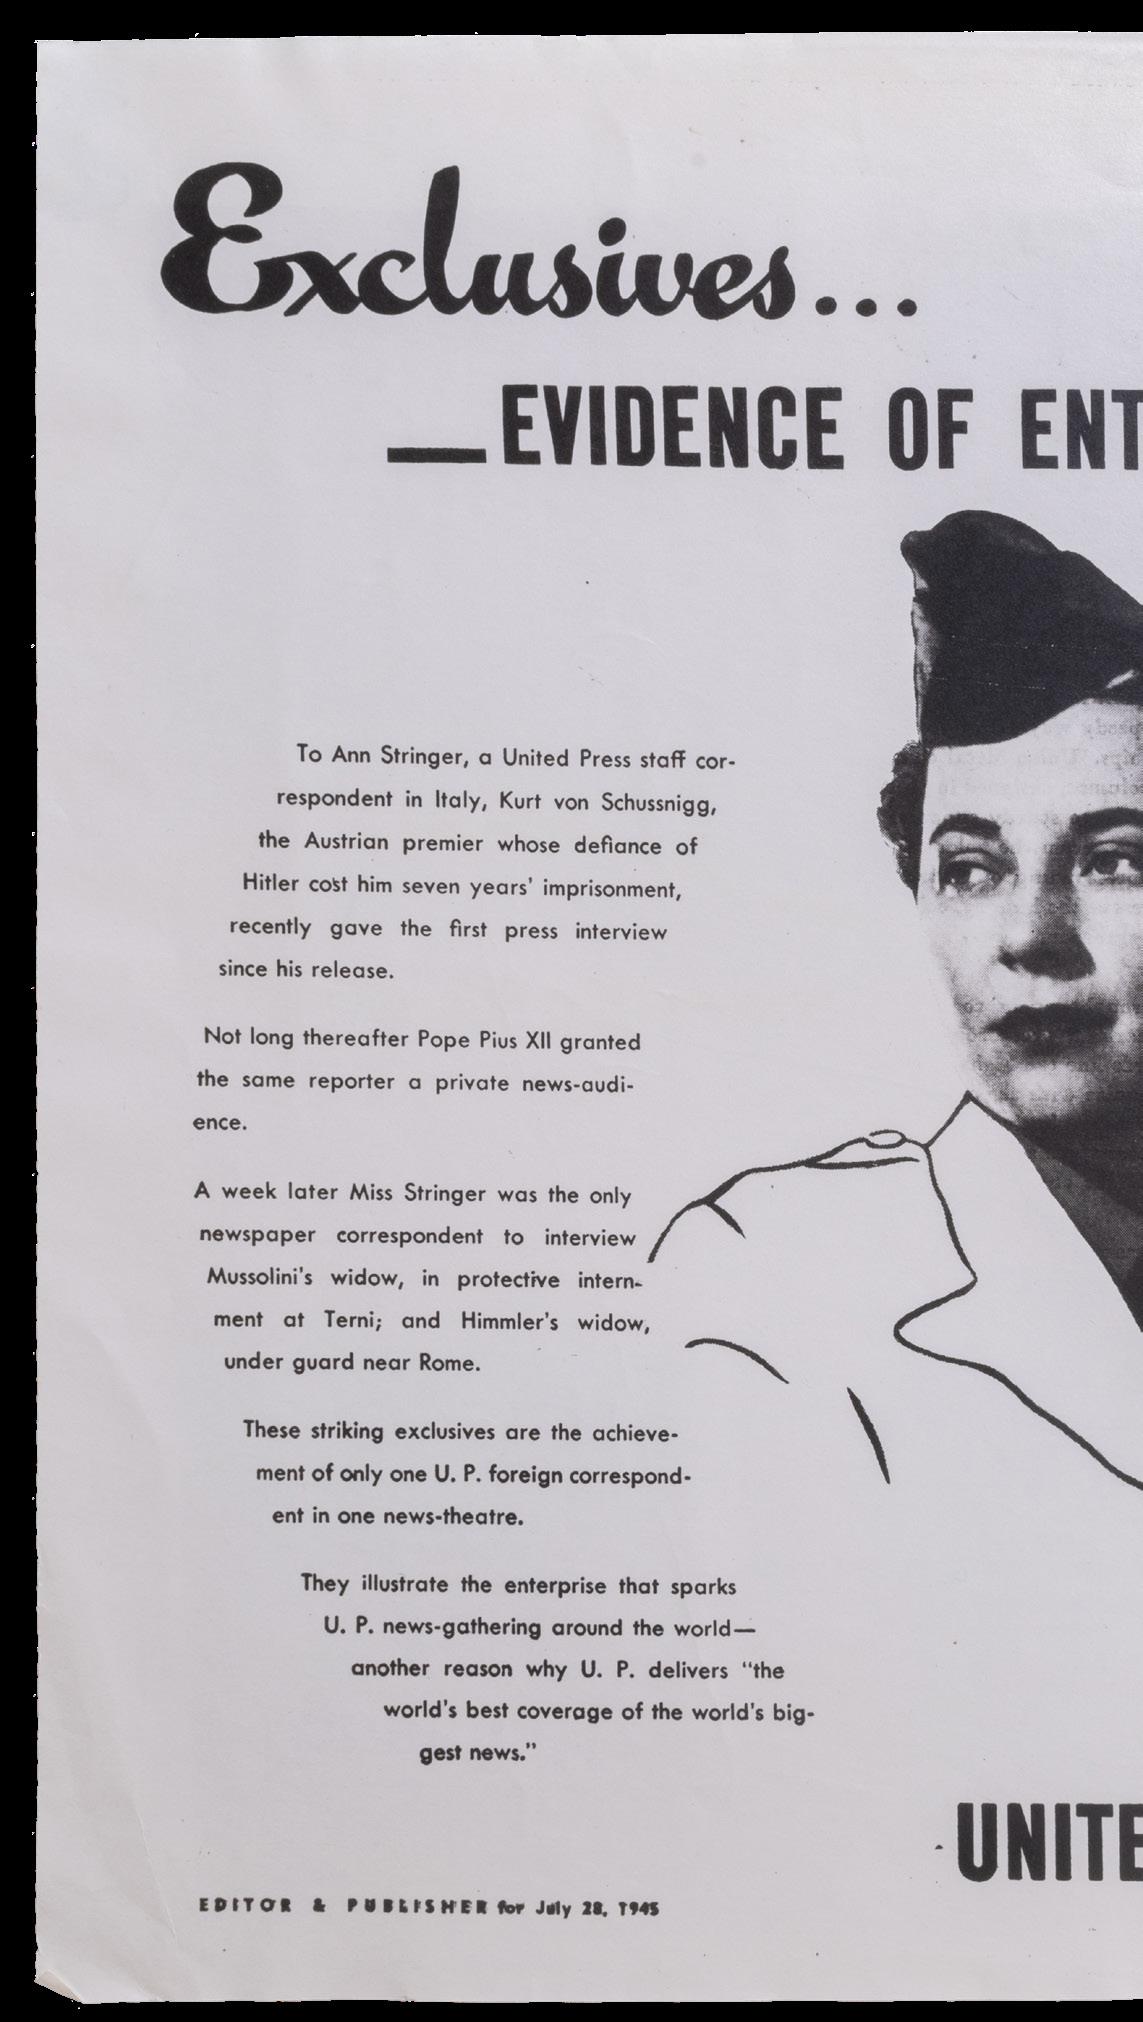 Exclusives...
—EVIDENCE OF ENT
To Ann Stringer, a United Press staff cor-
respondent in Italy, Kurt von Schussnigg,
the Austrian premier whose defiance of
Hitler cost him seven years' imprisonment,
recently gave the first press interview
since his release.
Not long thereafter Pope Pius XII granted
the same reporter a private news-audi-
ence.
A week later Miss Stringer was the only
newspaper correspondent to interview
Mussolini's widow, in protective intern-
ment at Terni; and Himmler's widow,
under guard near Rome.
These striking exclusives are the achieve-
ment of only one U. P. foreign correspond-
ent in one news-theatre.
They illustrate the enterprise that sparks
U. P. news-gathering around the world—
another reason why U. P. delivers “the
world's best coverage of the world's big-
gest news.”
UNITE
EDITOR & PUBLISHER for July 28, 1945